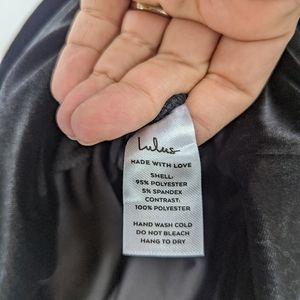 Lulus
MADE WITH LOVE
SHELL:
95% POLYESTER
5% SPANDEX
CONTRAST:
100% POLYESTER
HAND WASH COLD
DO NOT BLEACH
HANG TO DRY